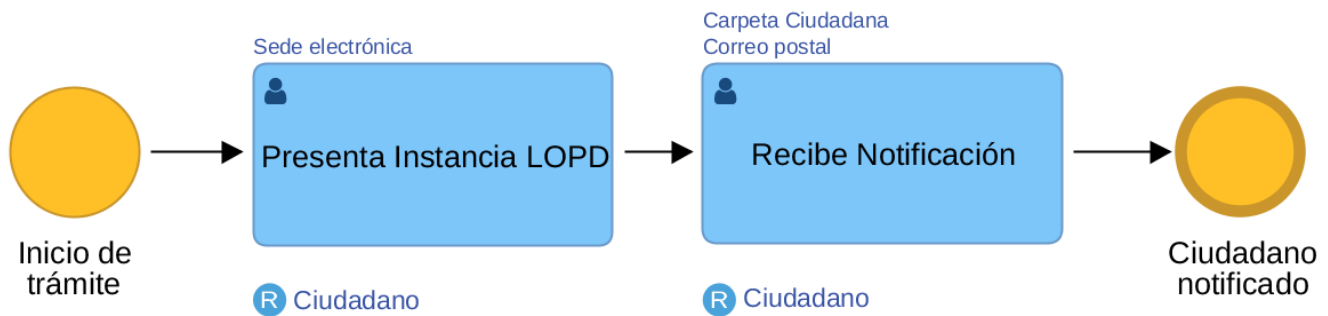 Sede electrónica
Carpeta Ciudadana
Correo postal
Presenta Instancia LOPD
Recibe Notificación
Inicio de
trámite
Ciudadano
notificado
R Ciudadano
R Ciudadano